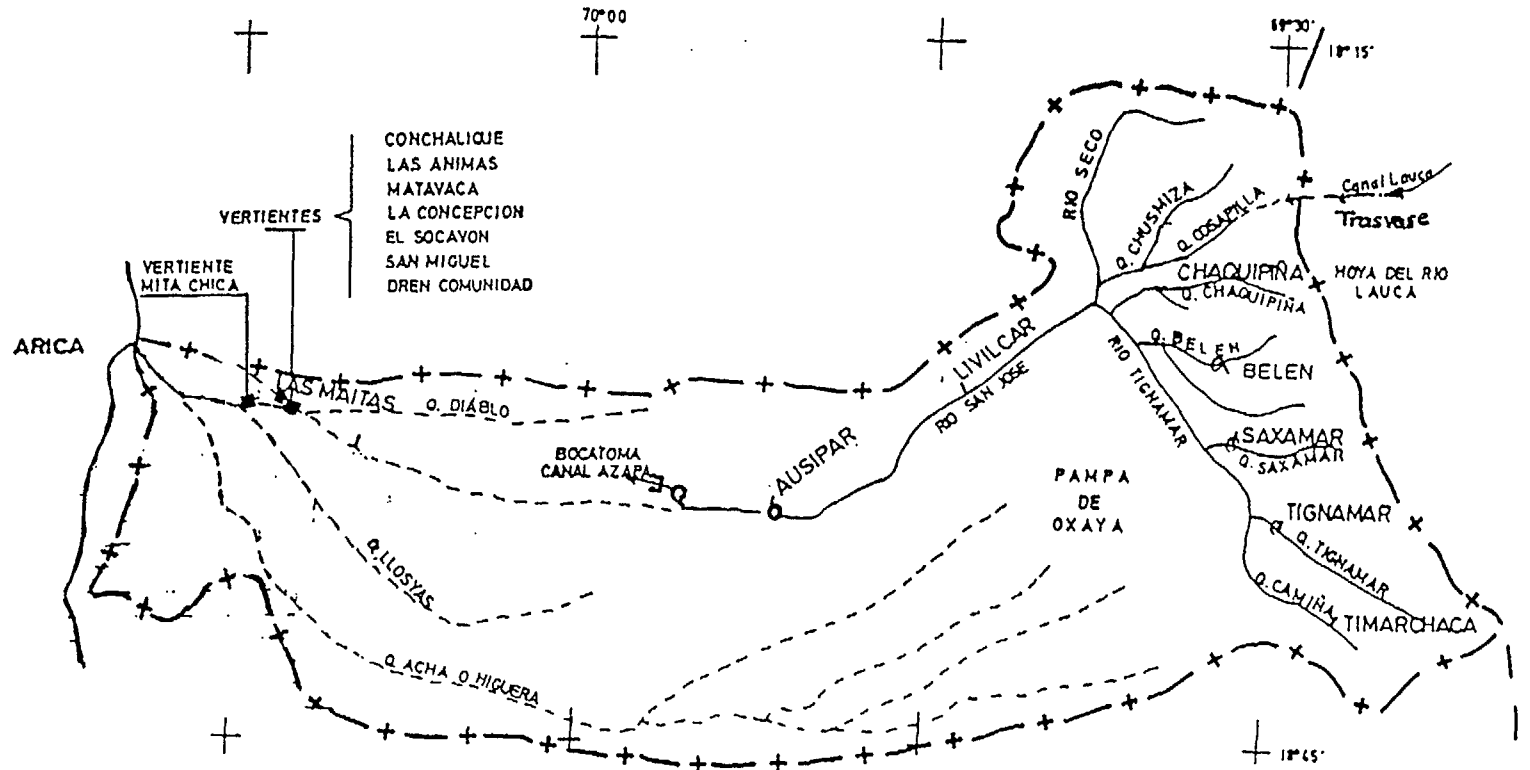 70°00
69°30'
18°15'
CONCHALIQUE
LAS ANIMAS
MATAVACA
LA CONCEPCION
EL SOCAVON
SAN MIGUEL
DREN COMUNIDAD
VERTIENTES
VERTIENTE
MITA CHICA
ARICA
LAS MAITAS
Q. DIABLO
BOCATOMA
CANAL AZAPA
AUSIPAR
LIVILCAR
RIO SAN JOSE
RIO SECO
Q. CHUSMIZA
Q. COSAPILLA
Canal Lauca
Trasvase
CHAQUIPIÑA
Q. CHAQUIPIÑA
HOYA DEL RIO
LAUCA
Q. BELEN
BELEN
RIO TIGNAMAR
SAXAMAR
Q. SAXAMAR
PAMPA
DE
OXAYA
TIGNAMAR
Q. TIGNAMAR
Q. CAMIÑA
TIMARCHACA
Q. LLOSYAS
Q. ACHA O HIGUERA
18°45'